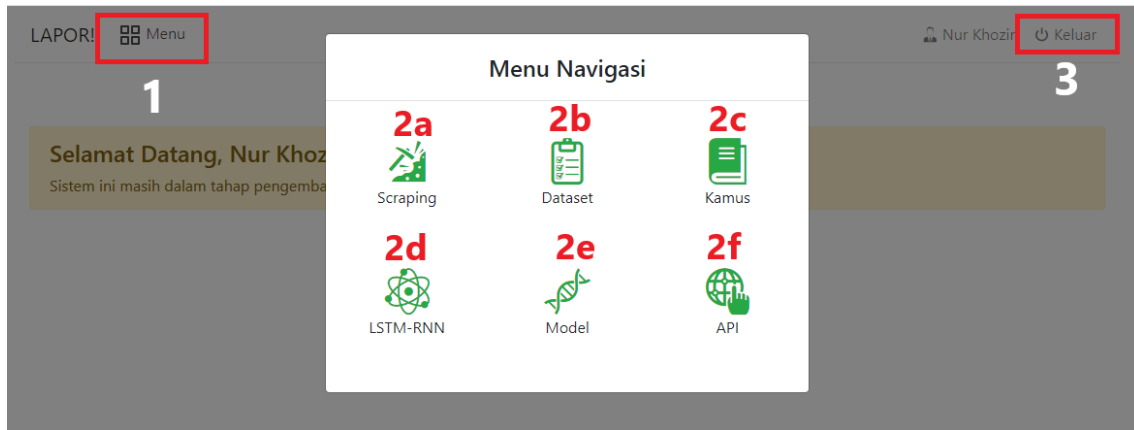 LAPOR! Menu
Nur Khozin Keluar
1
3
Menu Navigasi
Selamat Datang, Nur Khoz
Sistem ini masih dalam tahap pengemba
2a 2b 2c
Scraping Dataset Kamus
2d 2e 2f
LSTM-RNN Model API